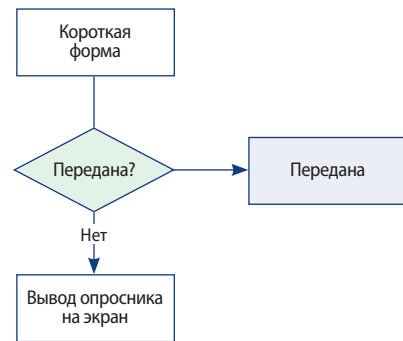 Короткая
форма
Передана?
Передана
Нет
Вывод опросника
на экран